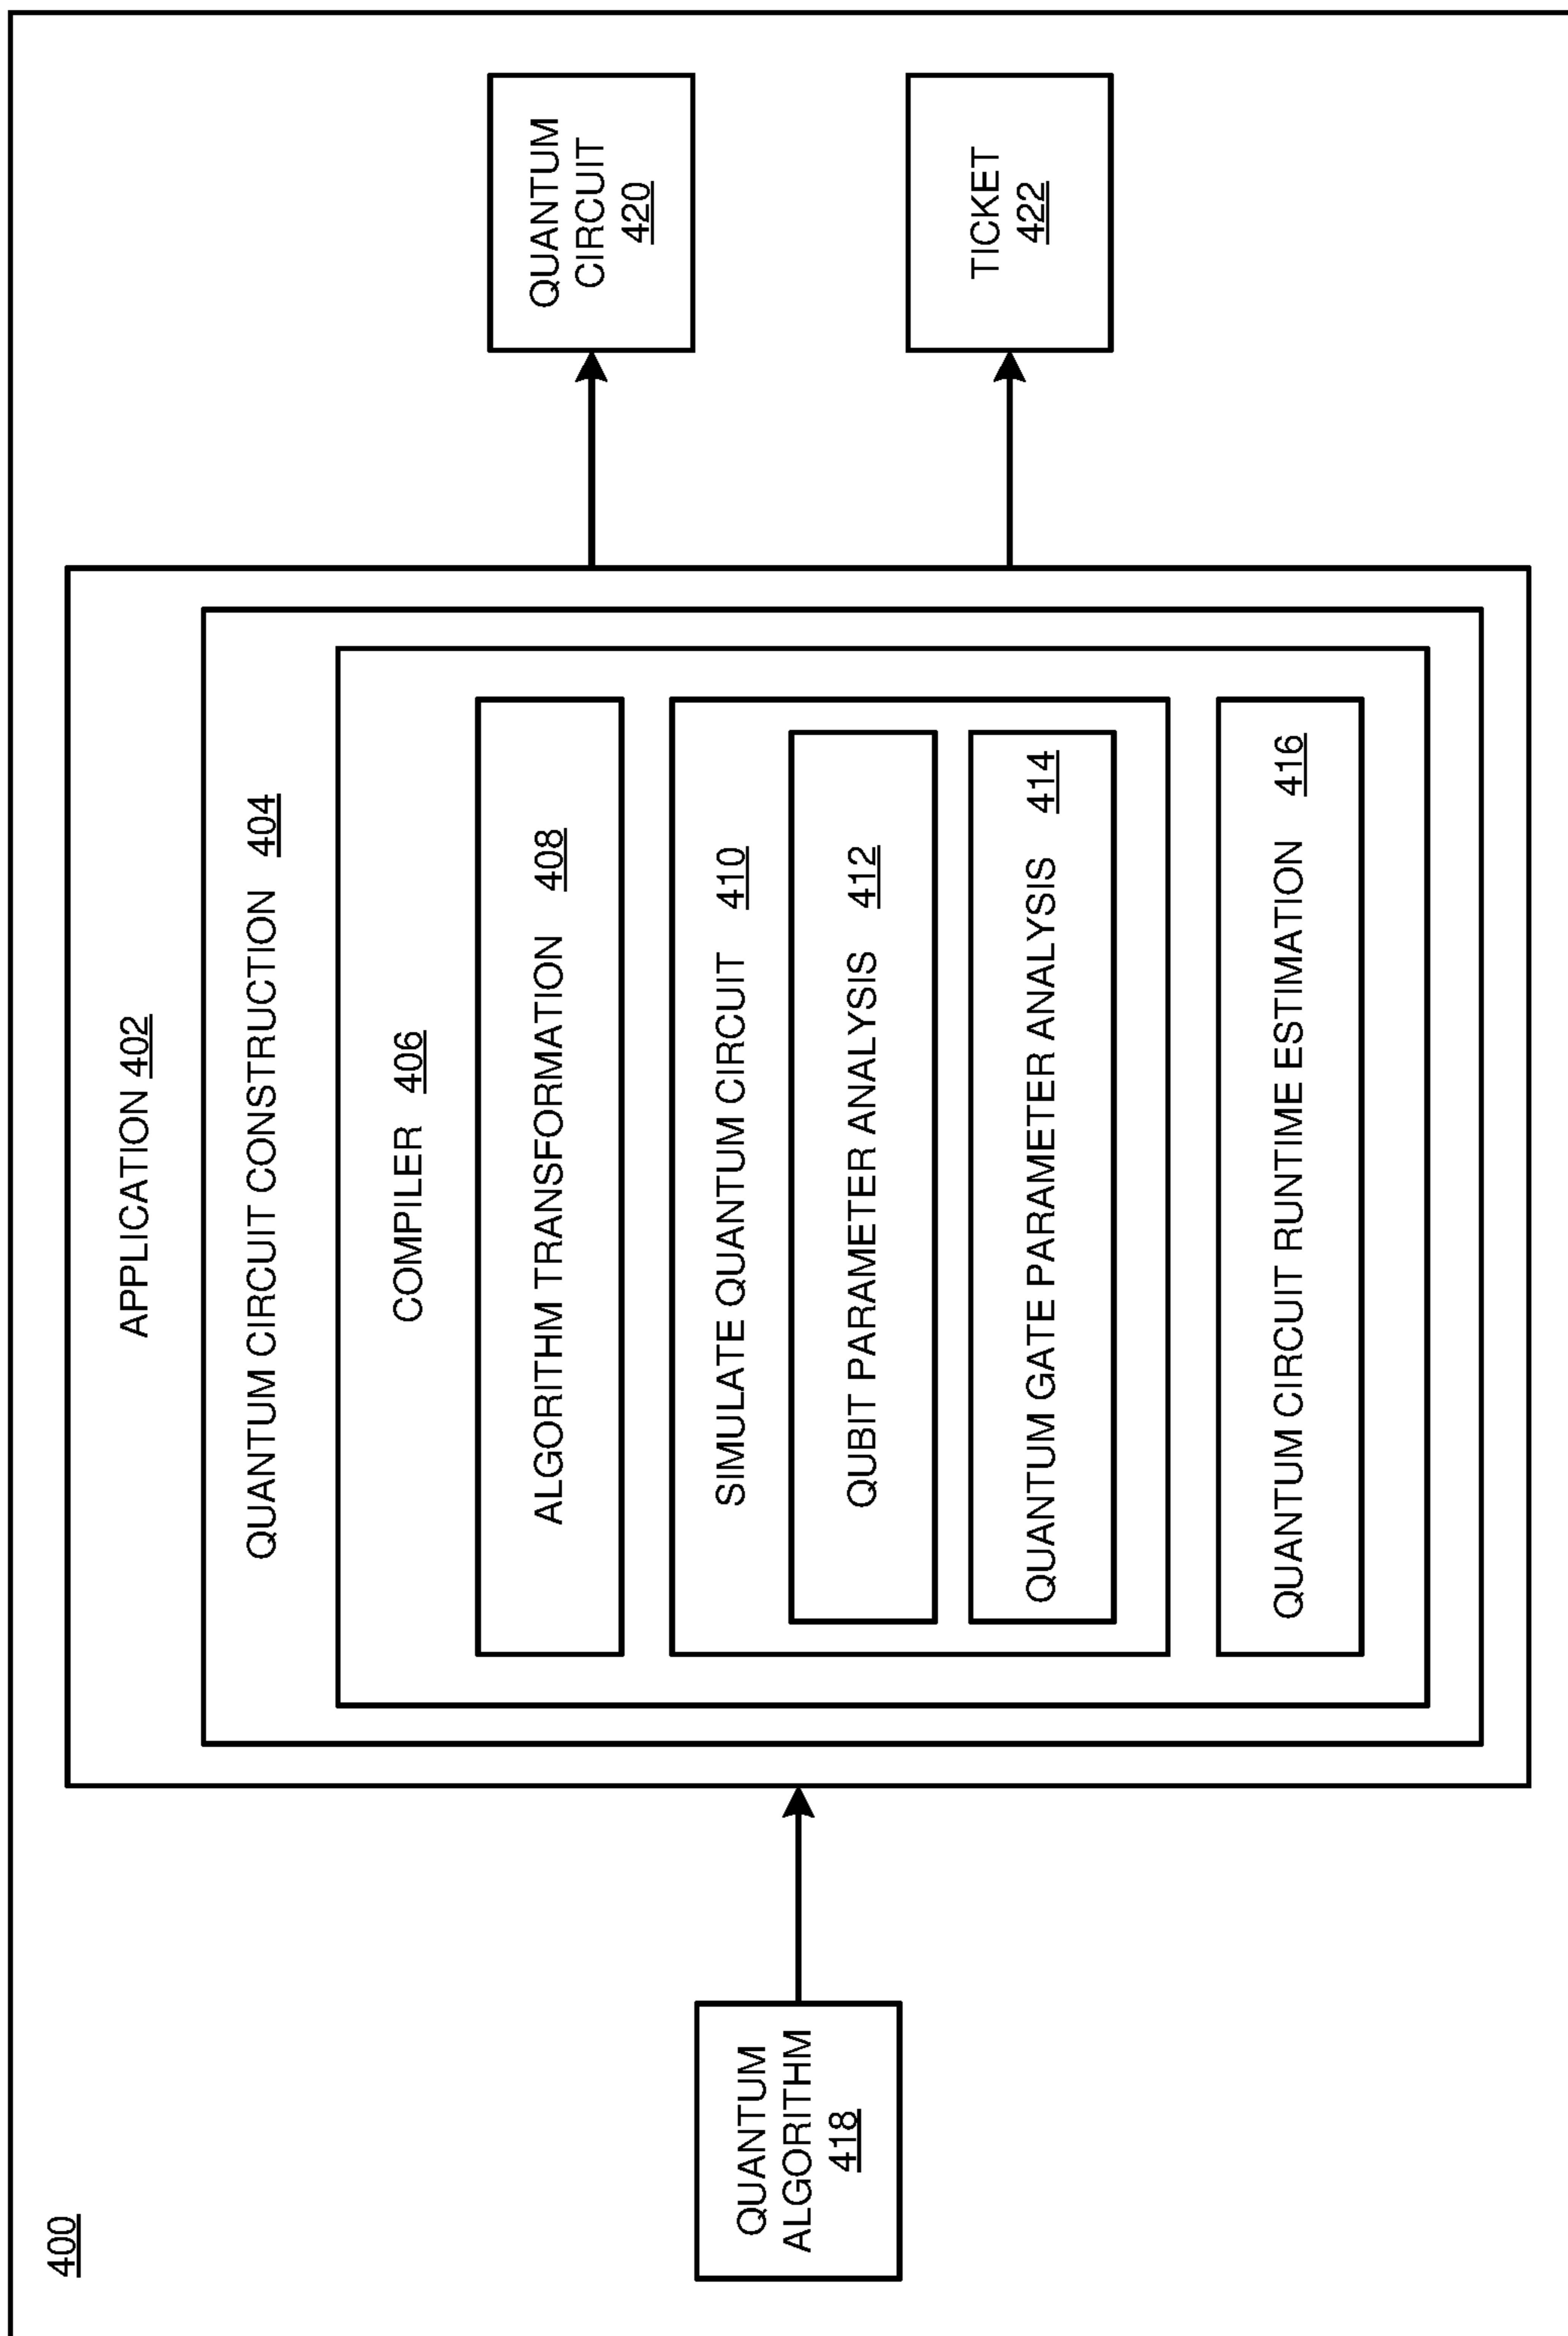 400
QUANTUM
ALGORITHM
418
APPLICATION 402
QUANTUM CIRCUIT CONSTRUCTION 404
COMPILER 406
ALGORITHM TRANSFORMATION 408
SIMULATE QUANTUM CIRCUIT 410
QUBIT PARAMETER ANALYSIS 412
QUANTUM GATE PARAMETER ANALYSIS 414
QUANTUM CIRCUIT RUNTIME ESTIMATION 416
QUANTUM
CIRCUIT
420
TICKET
422